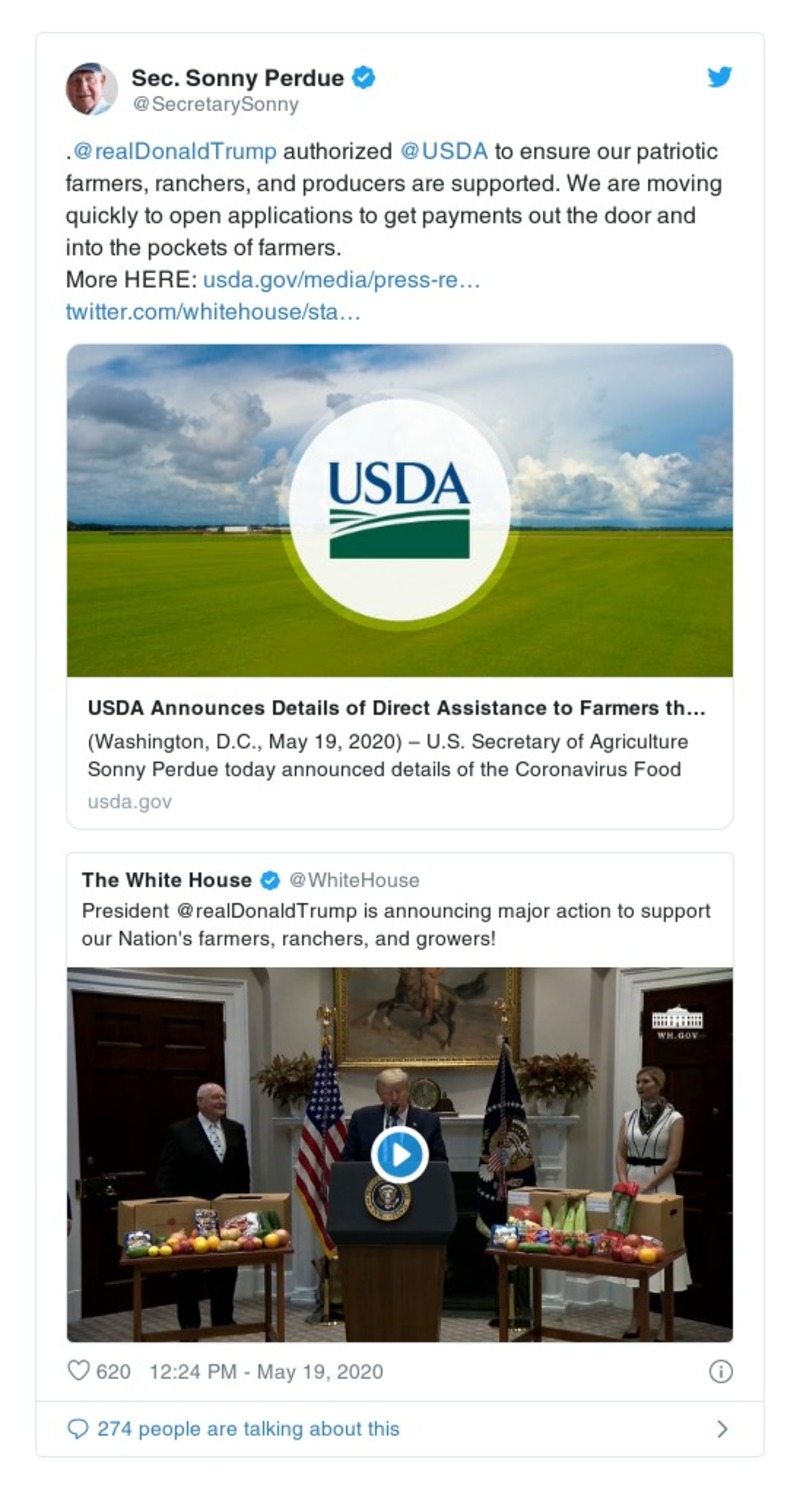 Sec. Sonny Perdue
@SecretarySonny
.@realDonaldTrump authorized @USDA to ensure our patriotic
farmers, ranchers, and producers are supported. We are moving
quickly to open applications to get payments out the door and
into the pockets of farmers.
More HERE: usda.gov/media/press-re…
twitter.com/whitehouse/sta…
USDA
USDA Announces Details of Direct Assistance to Farmers th…
(Washington, D.C., May 19, 2020) – U.S. Secretary of Agriculture
Sonny Perdue today announced details of the Coronavirus Food
usda.gov
The White House @WhiteHouse
President @realDonaldTrump is announcing major action to support
our Nation's farmers, ranchers, and growers!
WH.GOV
620 12:24 PM - May 19, 2020
274 people are talking about this